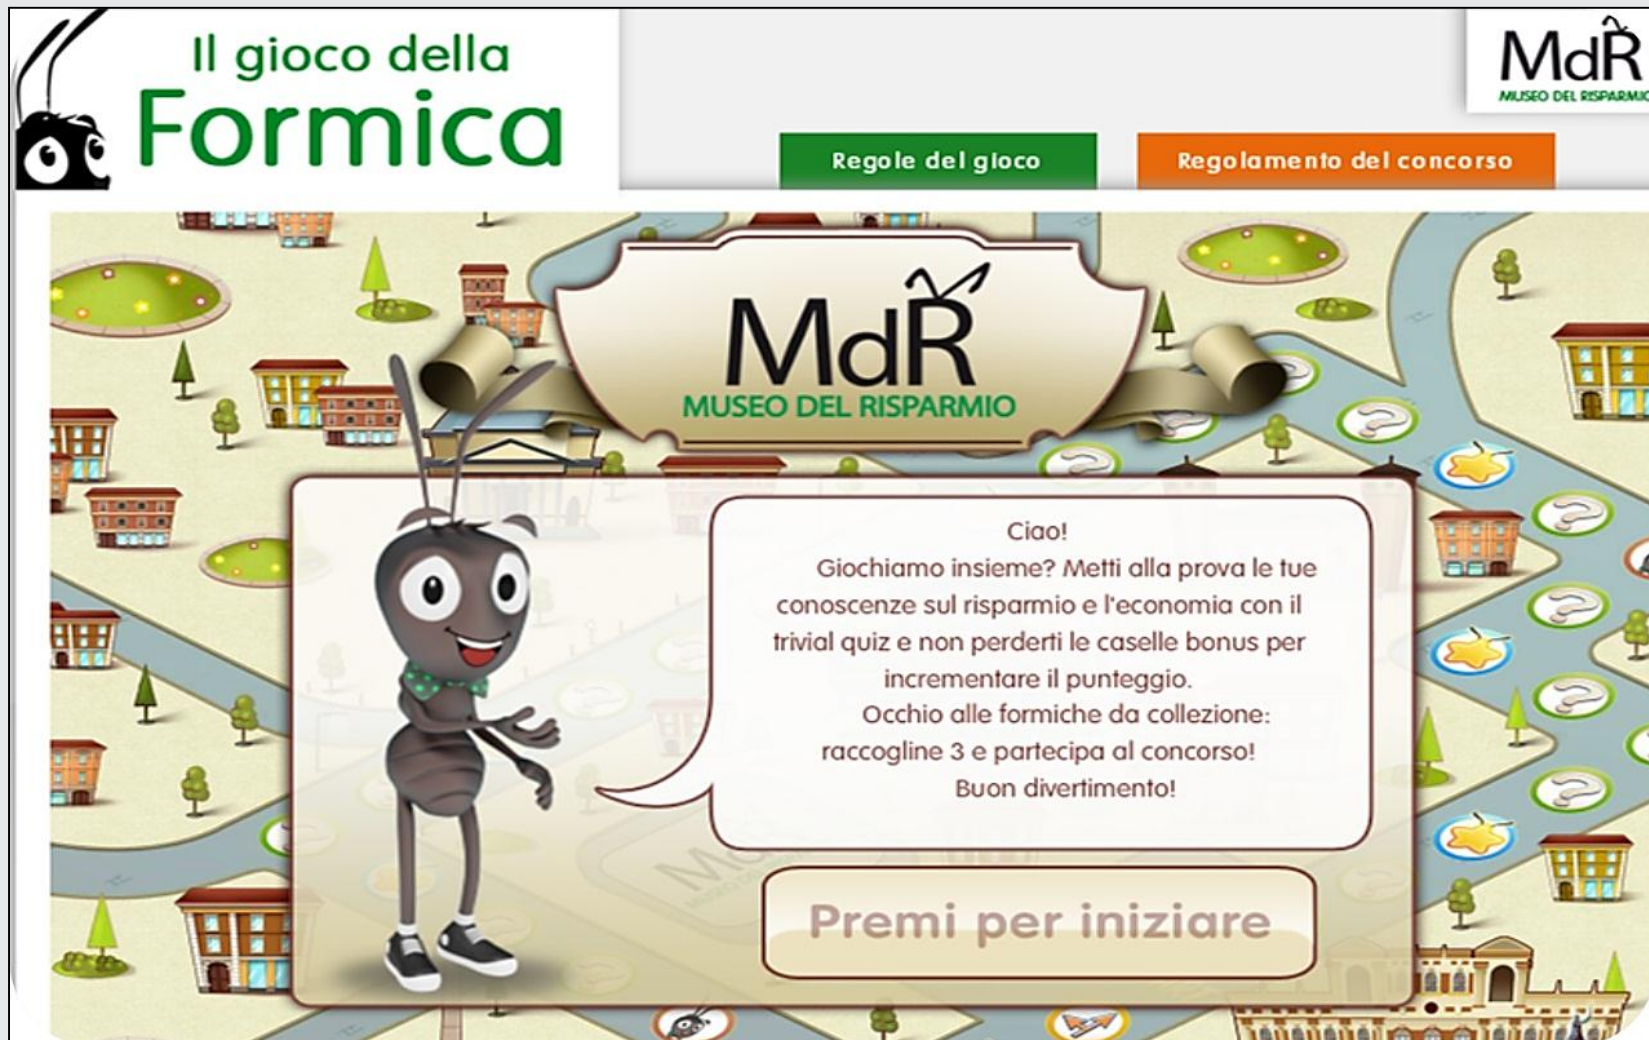 Il gioco della
Formica
MdR
MUSEO DEL RISPARMIO
Regole del gioco
Regolamento del concorso
MdR
MUSEO DEL RISPARMIO
Ciao!
Giochiamo insieme? Metti alla prova le tue
conoscenze sul risparmio e l'economia con il
trivial quiz e non perderti le caselle bonus per
incrementare il punteggio.
Occhio alle formiche da collezione:
raccogline 3 e partecipa al concorso!
Buon divertimento!
Premi per iniziare